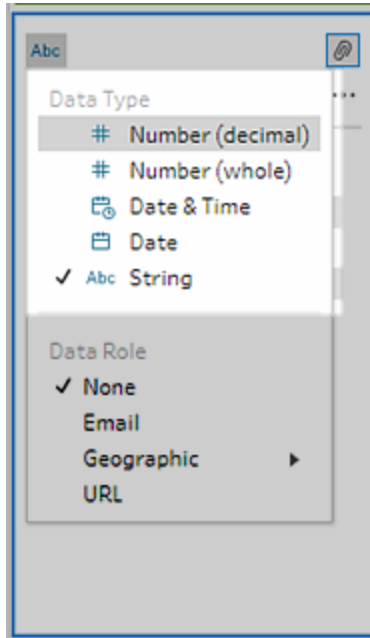 Abc
Data Type
# Number (decimal)
# Number (whole)
Date & Time
Date
✓ Abc String
Data Role
✓ None
Email
Geographic
URL